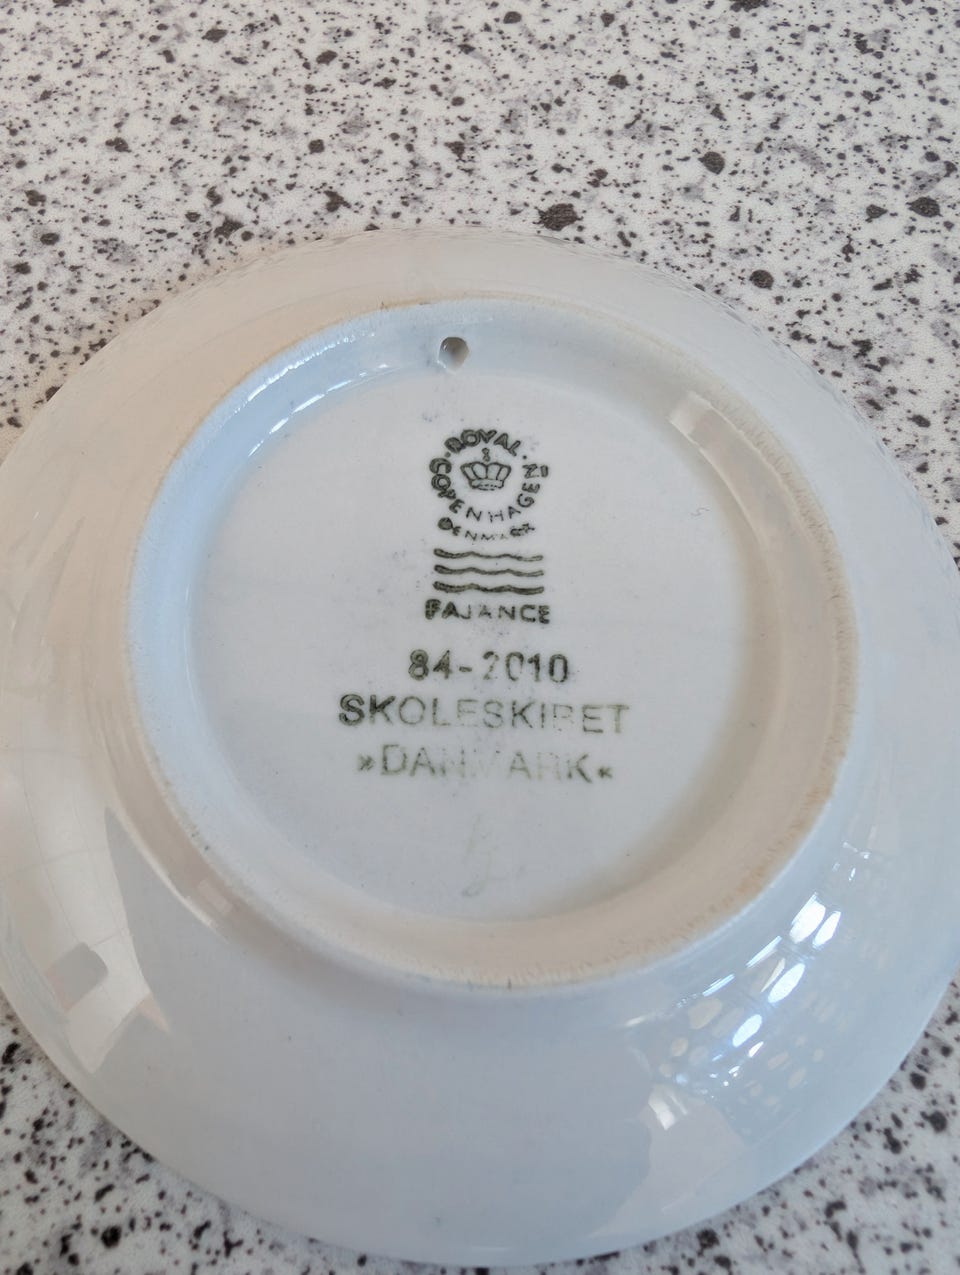 ROYAL COPENHAGEN
DENMARK
FAJANCE
84-2010
SKOLESKIBET
»DANMARK«